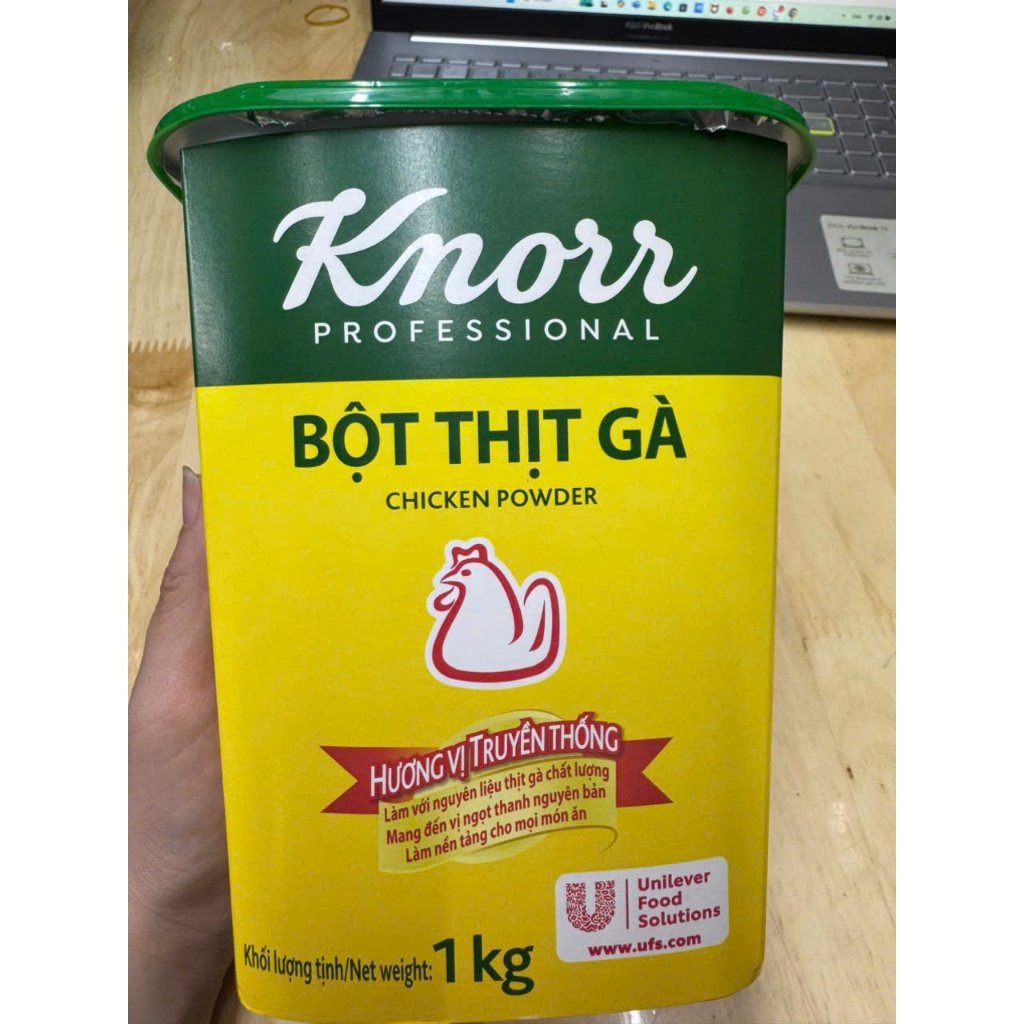 ASUS VivoBook
Knorr
PROFESSIONAL
BỘT THỊT GÀ
CHICKEN POWDER
HƯƠNG VỊ TRUYỀN THỐNG
Làm với nguyên liệu thịt gà chất lượng
Mang đến vị ngọt thanh nguyên bản
Làm nền tảng cho mọi món ăn
Unilever
Food
Solutions
www.ufs.com
Khối lượng tịnh/Net weight: 1 kg